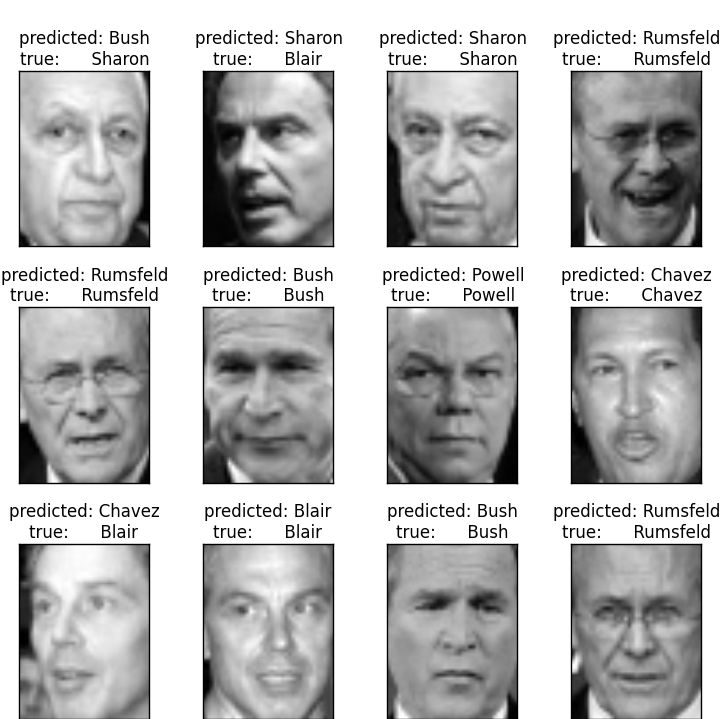 predicted: Bush
true: Sharon
predicted: Sharon
true: Blair
predicted: Sharon
true: Sharon
predicted: Rumsfeld
true: Rumsfeld
predicted: Rumsfeld
true: Rumsfeld
predicted: Bush
true: Bush
predicted: Powell
true: Powell
predicted: Chavez
true: Chavez
predicted: Chavez
true: Blair
predicted: Blair
true: Blair
predicted: Bush
true: Bush
predicted: Rumsfeld
true: Rumsfeld